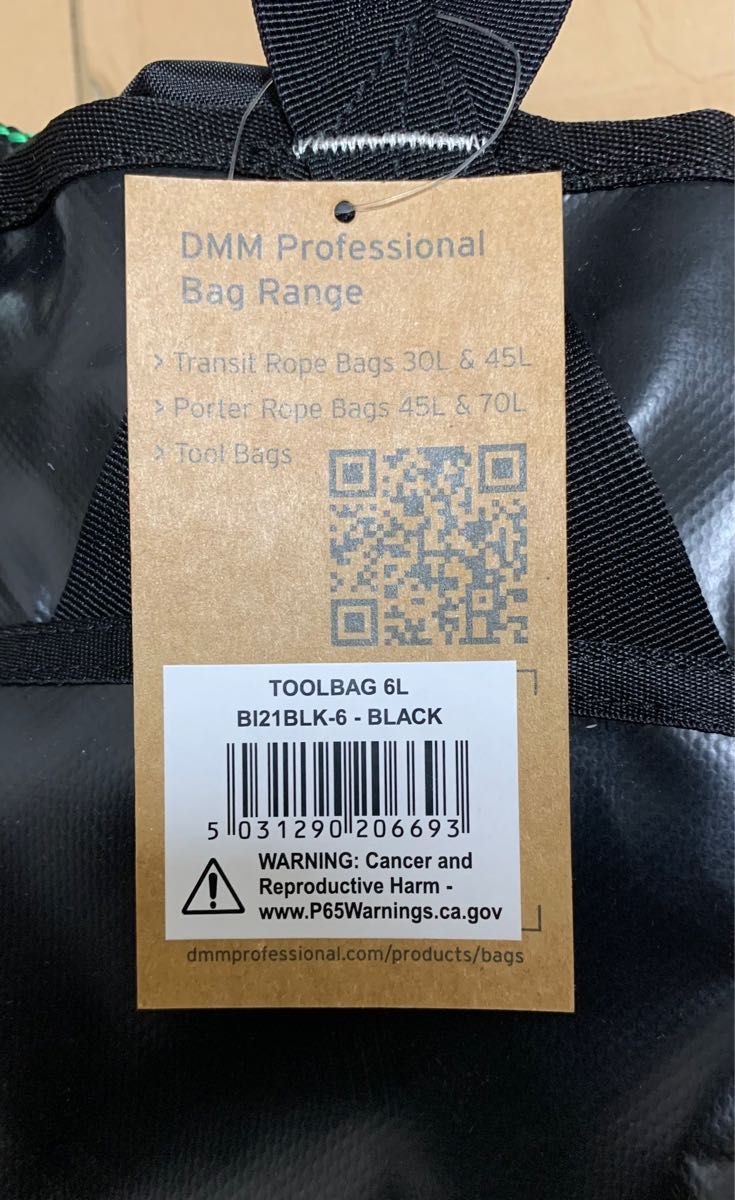 DMM Professional
Bag Range
> Transit Rope Bags 30L & 45L
> Porter Rope Bags 45L & 70L
> Tool Bags
TOOLBAG 6L
BI21BLK-6 - BLACK
5 031290 206693
WARNING: Cancer and
Reproductive Harm -
www.P65Warnings.ca.gov
dmmprofessional.com/products/bags